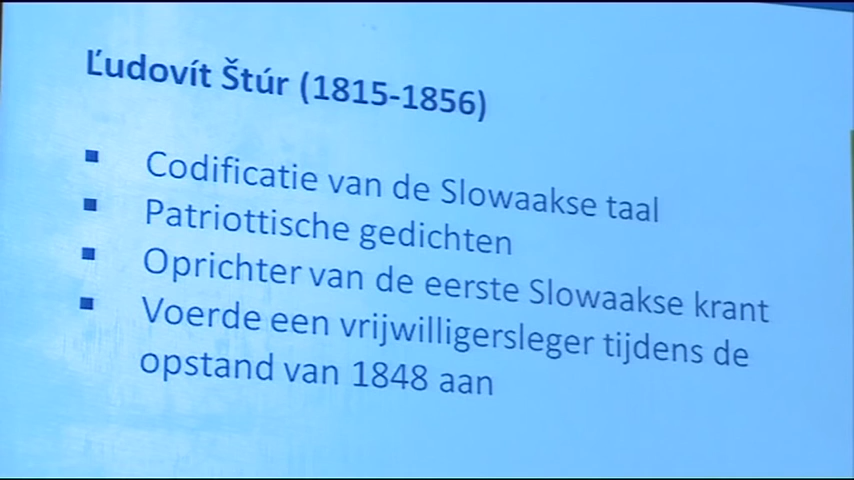 Ľudovít Štúr (1815-1856)
▪ Codificatie van de Slowaakse taal
▪ Patriottische gedichten
▪ Oprichter van de eerste Slowaakse krant
▪ Voerde een vrijwilligersleger tijdens de
opstand van 1848 aan